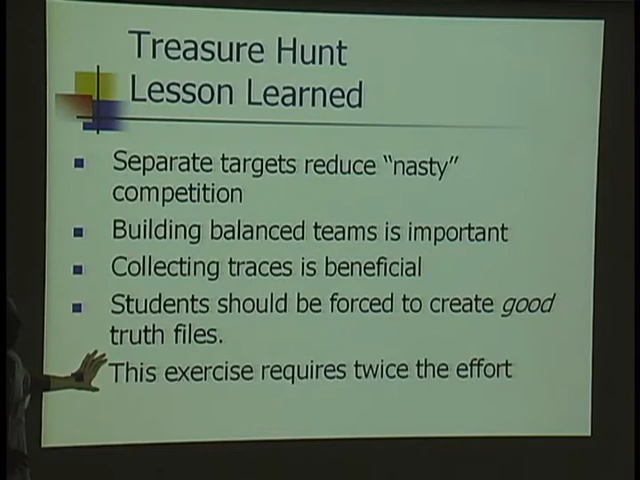 Treasure Hunt
Lesson Learned
Separate targets reduce “nasty”
competition
Building balanced teams is important
Collecting traces is beneficial
Students should be forced to create good
truth files.
This exercise requires twice the effort